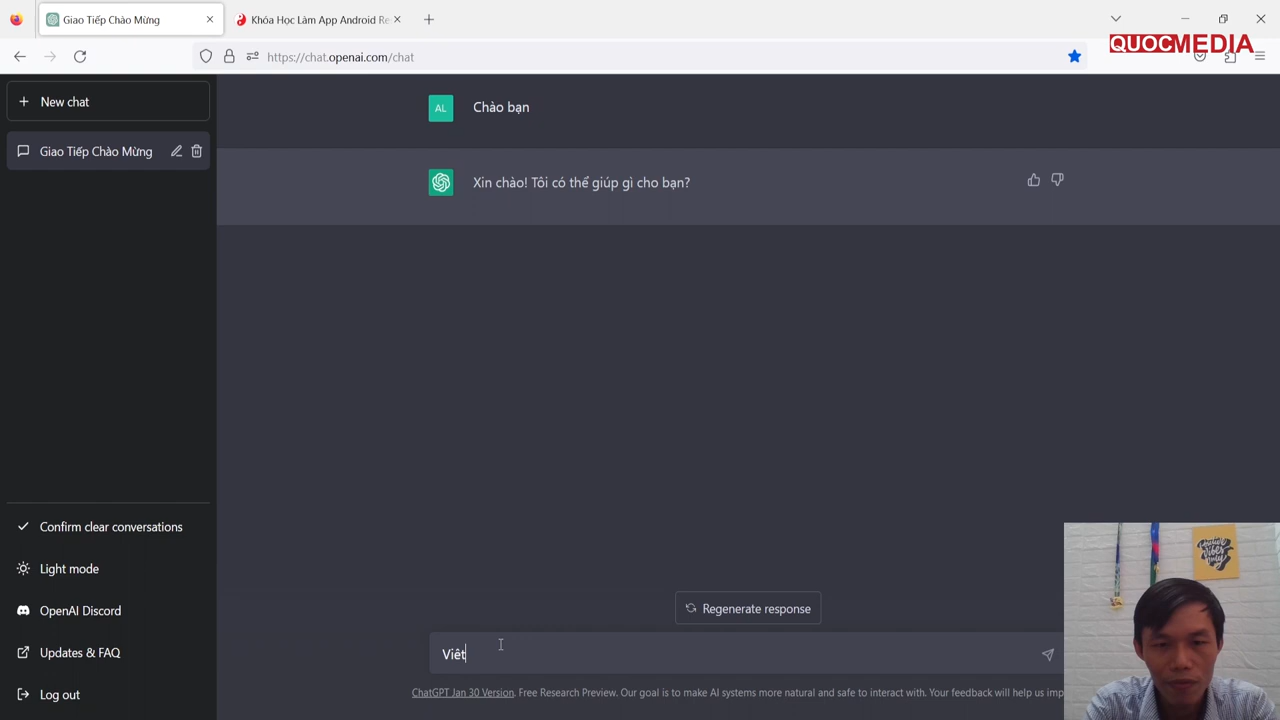 Giao Tiếp Chào Mừng
Khóa Học Làm App Android Re
QUOCMEDIA
https://chat.openai.com/chat
New chat
AL
Chào bạn
Giao Tiếp Chào Mừng
Xin chào! Tôi có thể giúp gì cho bạn?
Confirm clear conversations
Light mode
OpenAI Discord
Updates & FAQ
Log out
Regenerate response
Viêt
ChatGPT Jan 30 Version. Free Research Preview. Our goal is to make AI systems more natural and safe to interact with. Your feedback will help us imp
creative
vibes
only